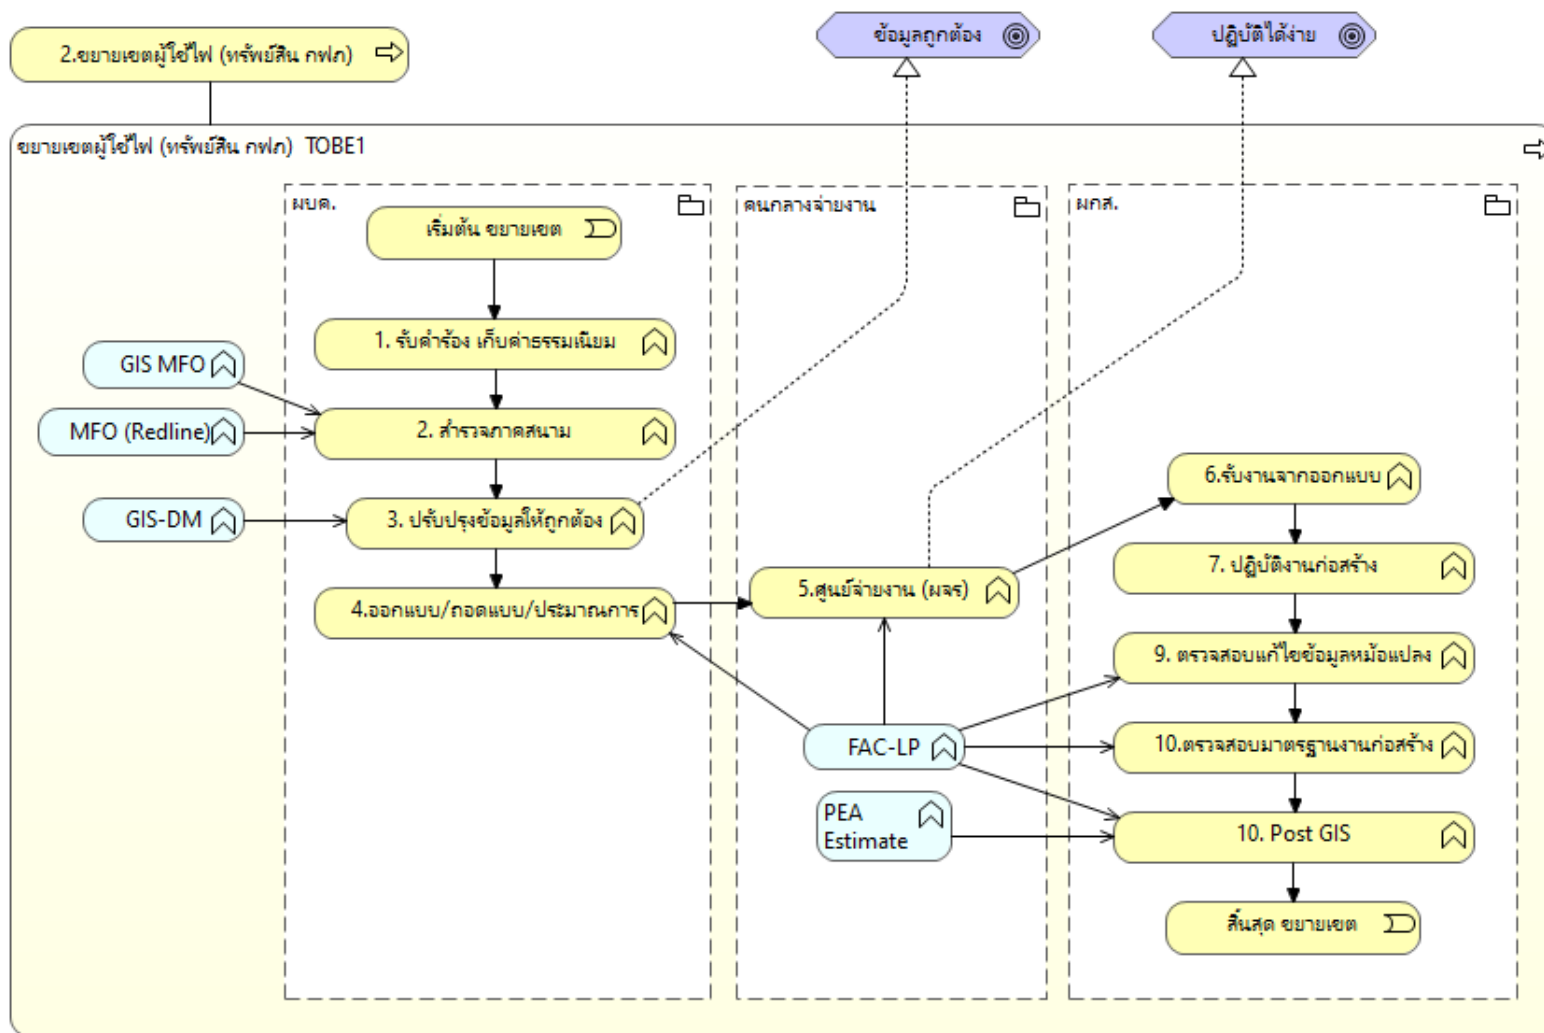 2.ขยายเขตผู้ใช้ไฟ (ทรัพย์สิน กฟภ)
ข้อมูลถูกต้อง
ปฏิบัติได้ง่าย
ขยายเขตผู้ใช้ไฟ (ทรัพย์สิน กฟภ) TOBE1
ผบค.
คนกลางจ่ายงาน
ผกส.
เริ่มต้น ขยายเขต
1. รับคำร้อง เก็บค่าธรรมเนียม
GIS MFO
MFO (Redline)
2. สำรวจภาคสนาม
GIS-DM
3. ปรับปรุงข้อมูลให้ถูกต้อง
4.ออกแบบ/ถอดแบบ/ประมาณการ
5.ศูนย์จ่ายงาน (ผจร)
6.รับงานจากออกแบบ
7. ปฏิบัติงานก่อสร้าง
9. ตรวจสอบแก้ไขข้อมูลหม้อแปลง
FAC-LP
10.ตรวจสอบมาตรฐานงานก่อสร้าง
PEA
Estimate
10. Post GIS
สิ้นสุด ขยายเขต